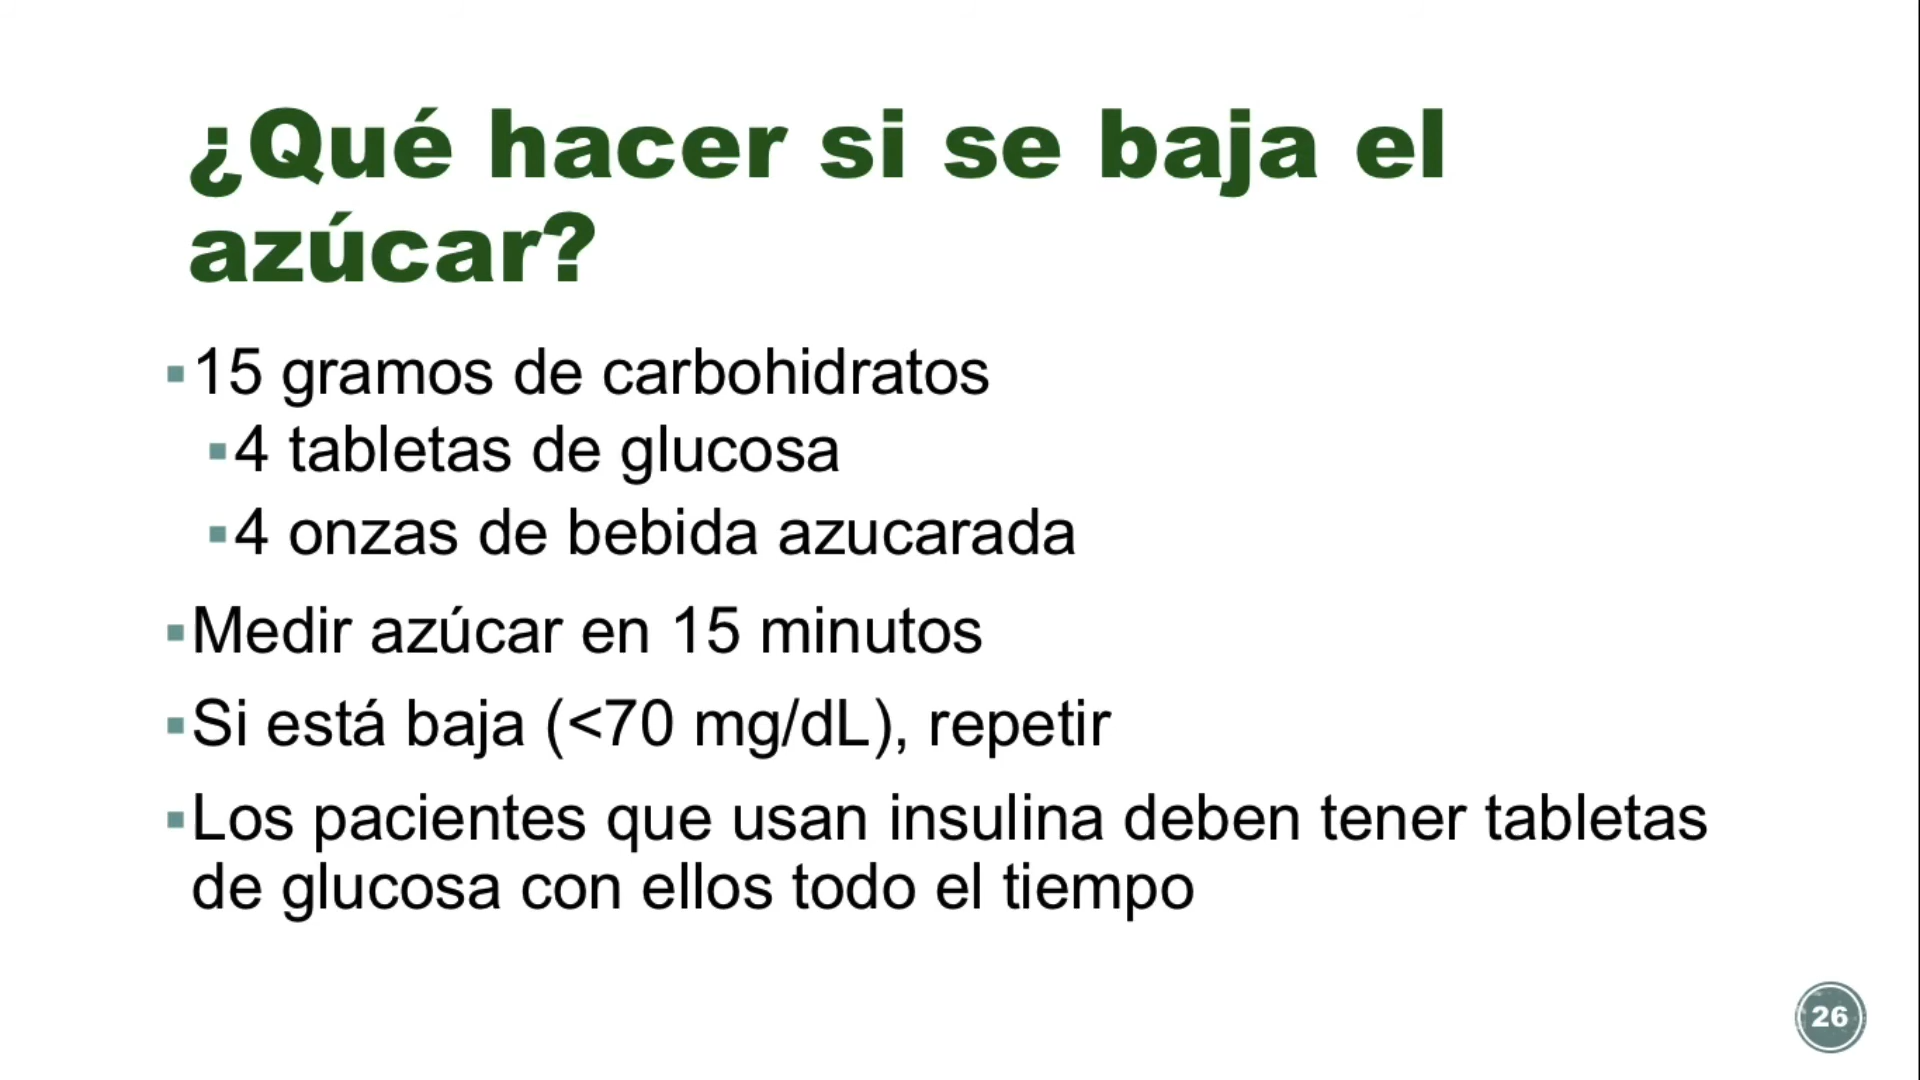 ¿Qué hacer si se baja el
azúcar?
▪15 gramos de carbohidratos
▪4 tabletas de glucosa
▪4 onzas de bebida azucarada
▪Medir azúcar en 15 minutos
▪Si está baja (<70 mg/dL), repetir
▪Los pacientes que usan insulina deben tener tabletas
de glucosa con ellos todo el tiempo
26